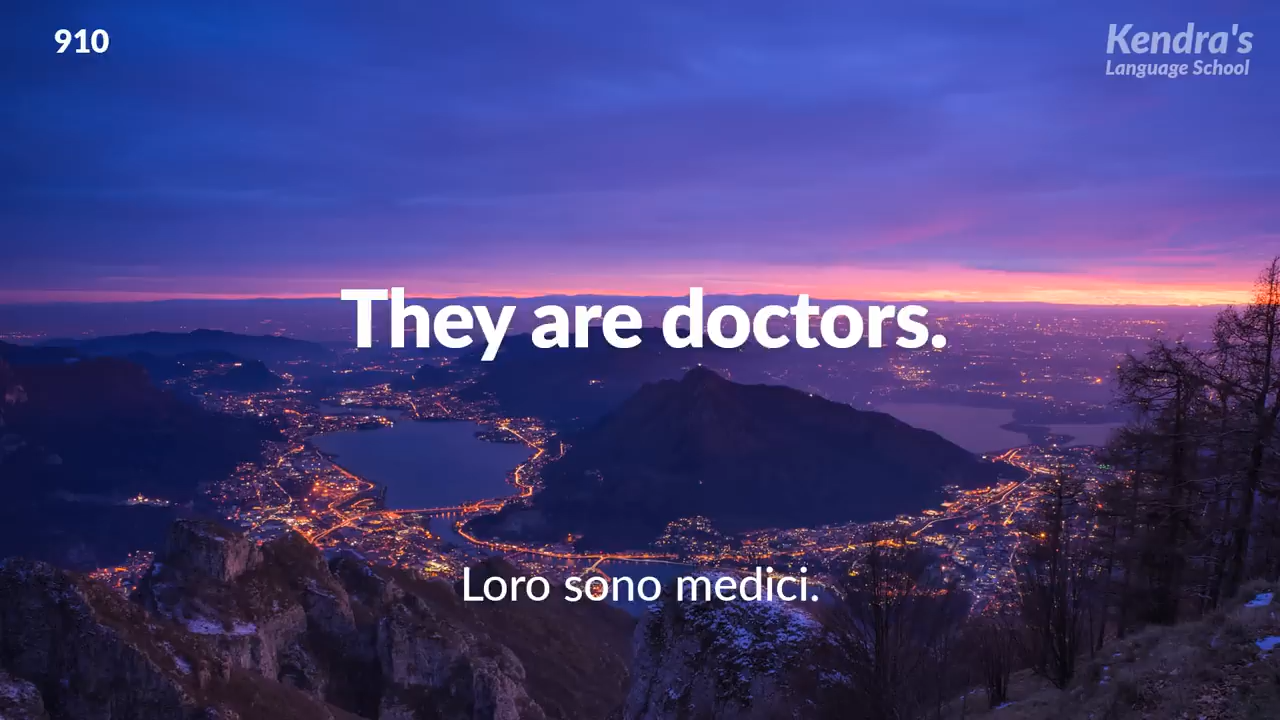 910
Kendra's
Language School
They are doctors.
Loro sono medici.